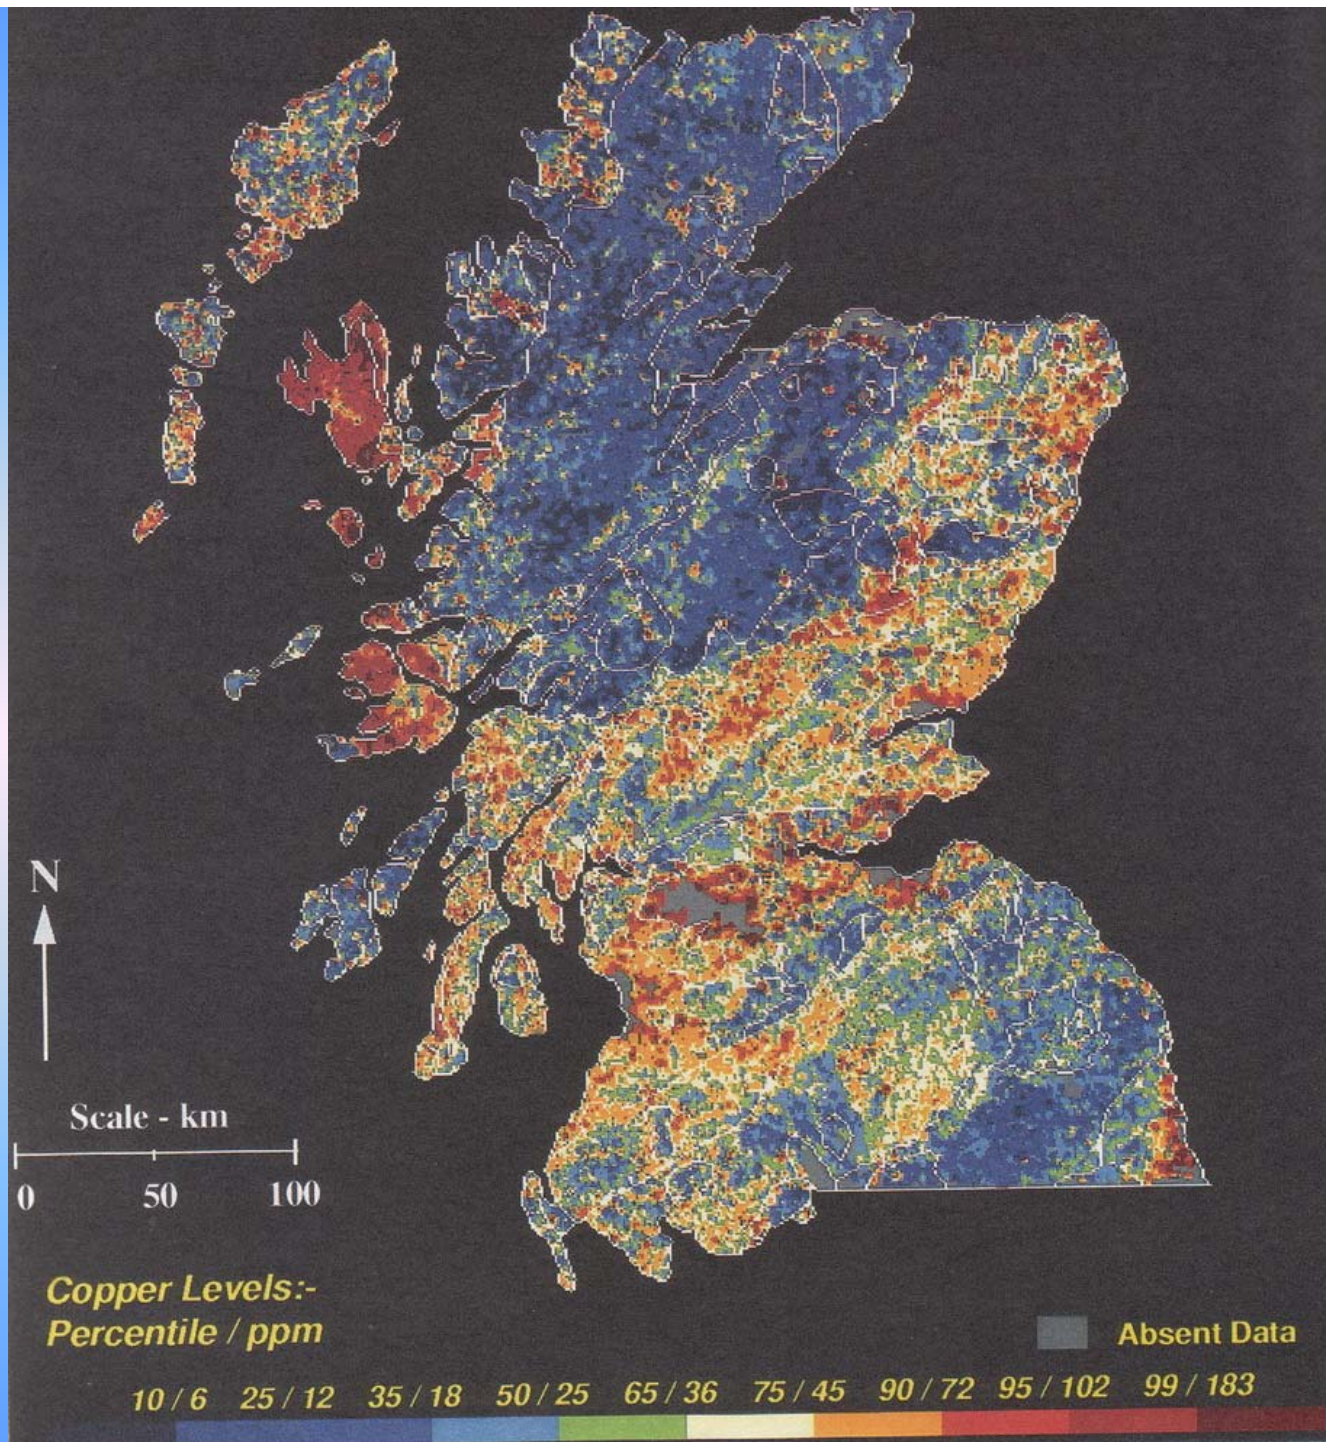 N
Scale - km
0 50 100
Copper Levels:-
Percentile / ppm
Absent Data
10 / 6 25 / 12 35 / 18 50 / 25 65 / 36 75 / 45 90 / 72 95 / 102 99 / 183